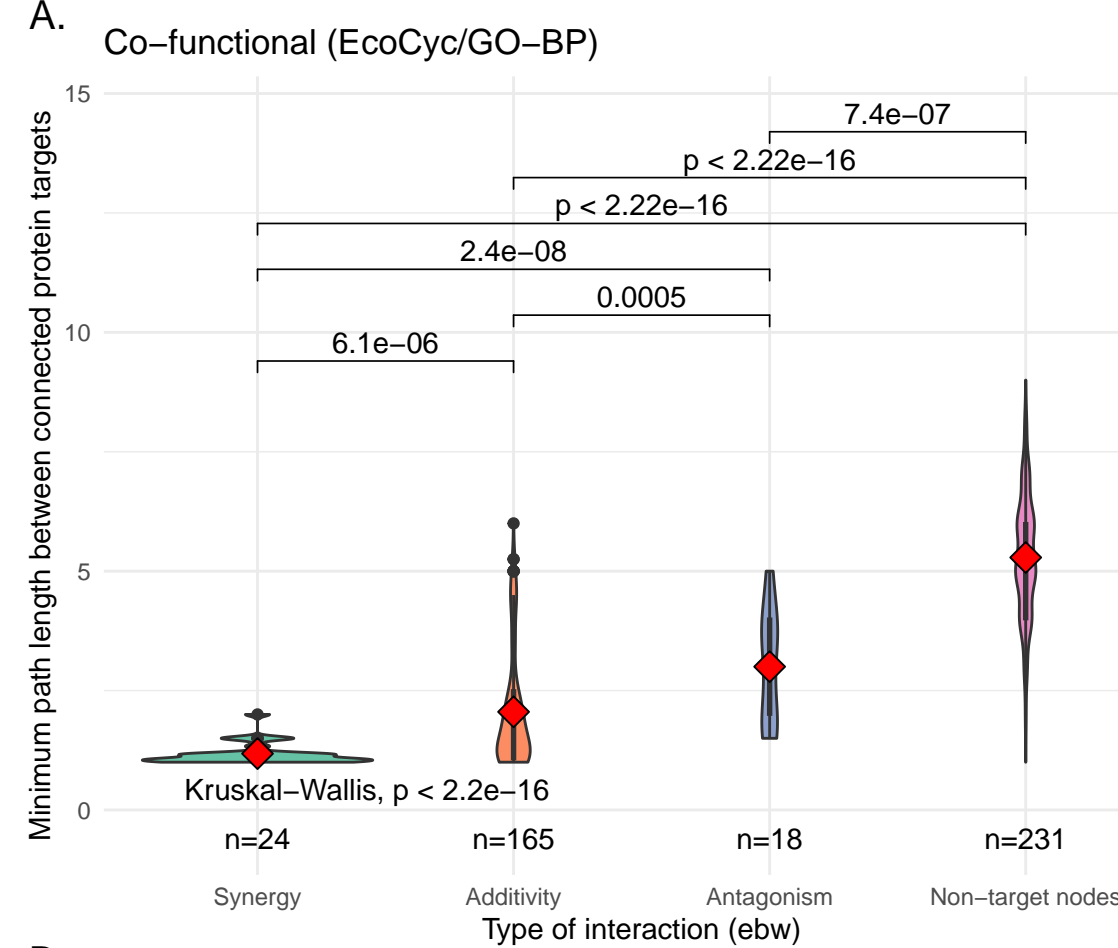 A.
Co−functional (EcoCyc/GO−BP)
Minimum path length between connected protein targets
15
10
5
0
7.4e−07
p < 2.22e−16
p < 2.22e−16
2.4e−08
0.0005
6.1e−06
Kruskal−Wallis, p < 2.2e−16
n=24 n=165 n=18 n=231
Synergy Additivity Antagonism Non−target nodes
Type of interaction (ebw)